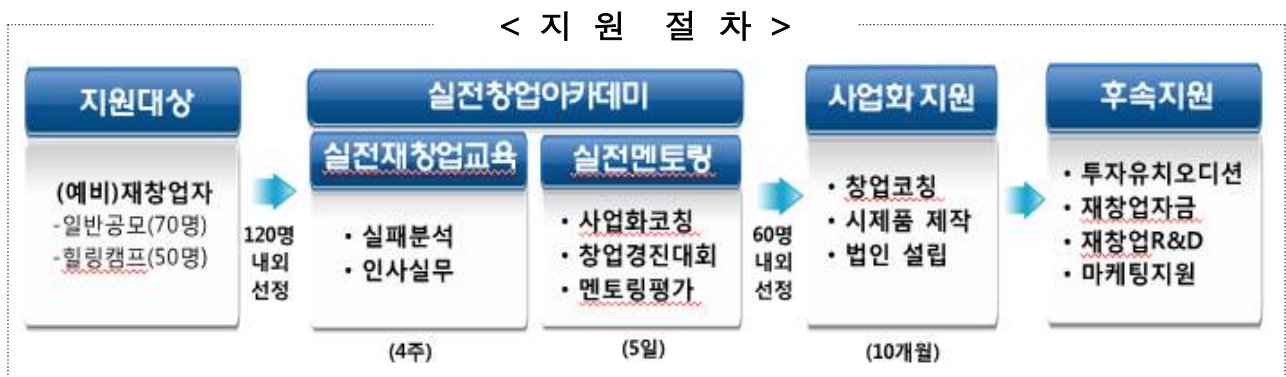 < 지 원 절 차 >
지원대상
(예비)재창업자
-일반공모(70명)
-힐링캠프(50명)
120명
내외
선정
실전창업아카데미
실전재창업교육
• 실패분석
• 인사실무
(4주)
실전멘토링
• 사업화코칭
• 창업경진대회
• 멘토링평가
(5일)
60명
내외
선정
사업화 지원
• 창업코칭
• 시제품 제작
• 법인 설립
(10개월)
후속지원
• 투자유치오디션
• 재창업자금
• 재창업R&D
• 마케팅지원